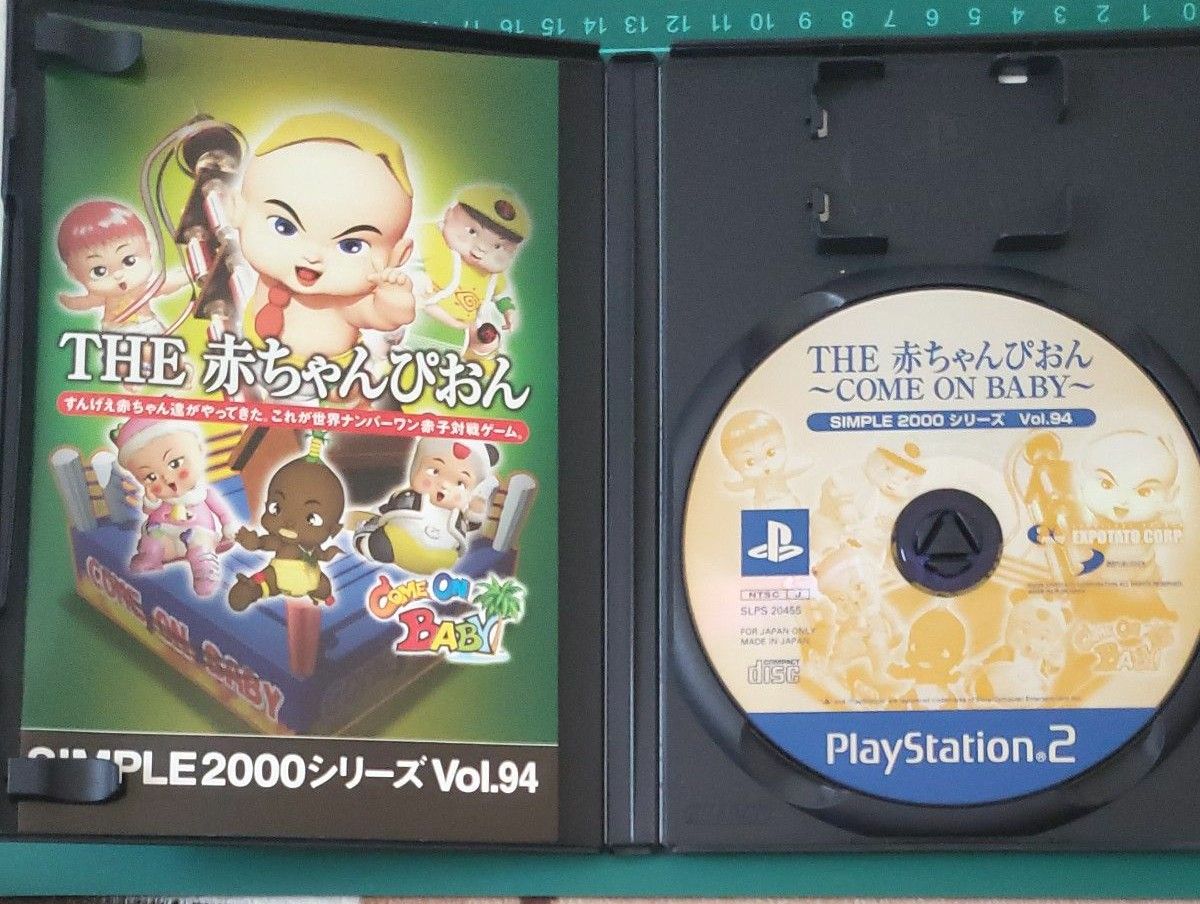 0 1 2 3 4 5 6 7 8 9 10 11 12 13 14 15 16 17
THE 赤ちゃんぴおん
すんげえ赤ちゃん達がやってきた。これが世界ナンバーワン赤子対戦ゲーム。
COME ON BABY
COME ON
BABY
SIMPLE2000シリーズ Vol.94
THE 赤ちゃんぴおん
～COME ON BABY～
SIMPLE 2000 シリーズ Vol.94
EXPOTATO CORP
NTSC J
SLPS 20455
FOR JAPAN ONLY
MADE IN JAPAN
COMPACT
disc
BABY
PlayStation®2